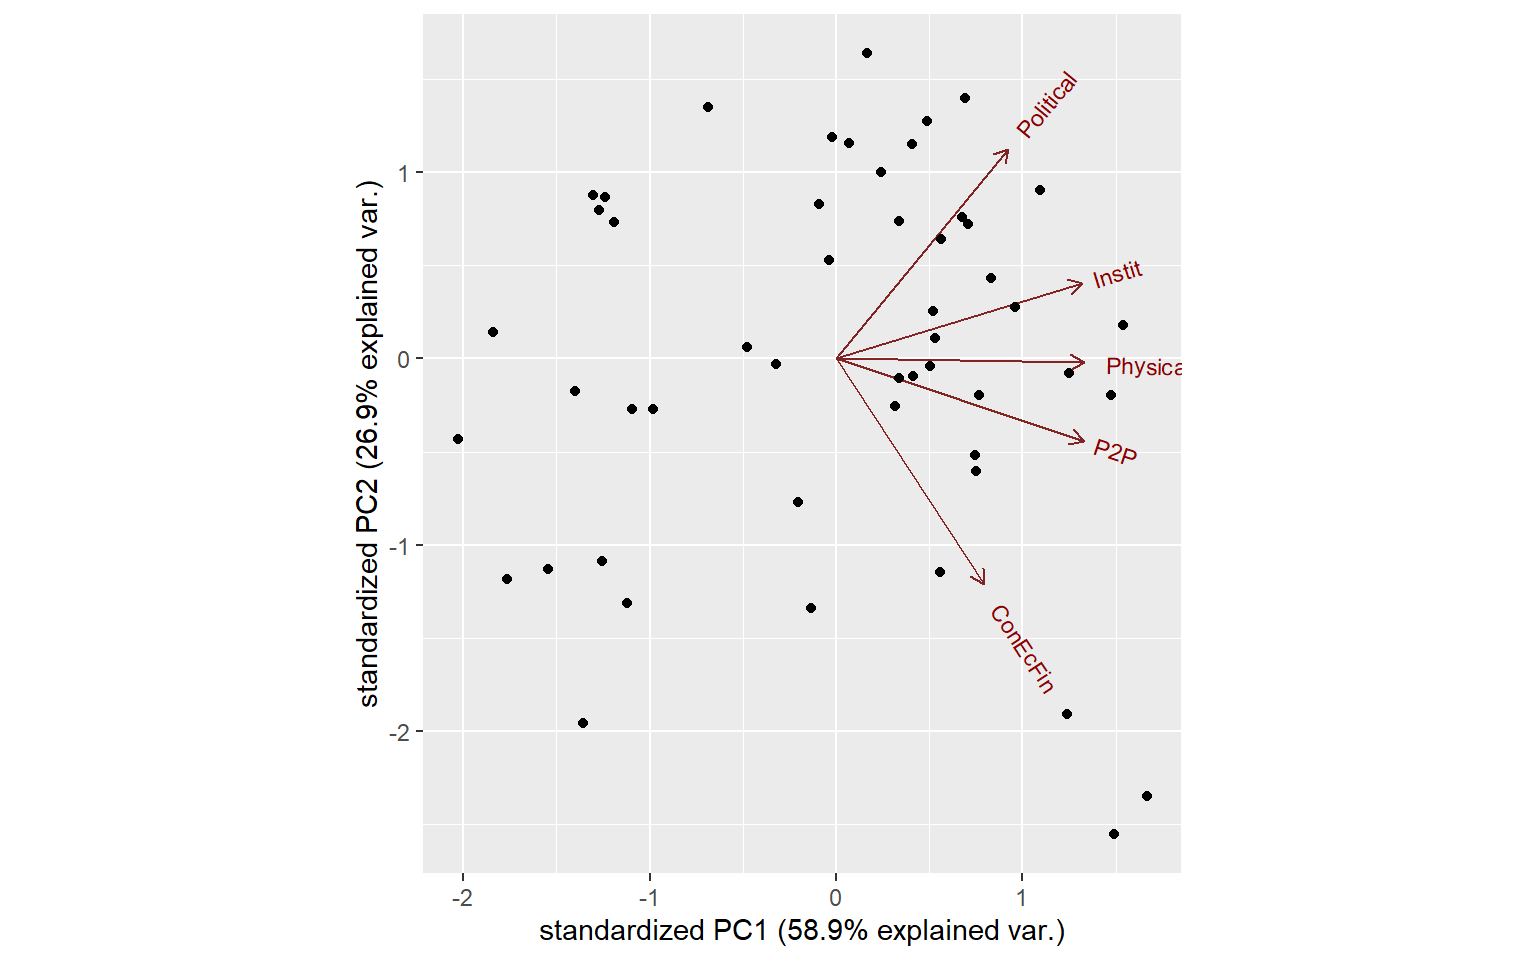 Political
1
Instit
0
Physica
P2P
-1
ConEcFin
-2
standardized PC2 (26.9% explained var.)
-2 -1 0 1
standardized PC1 (58.9% explained var.)